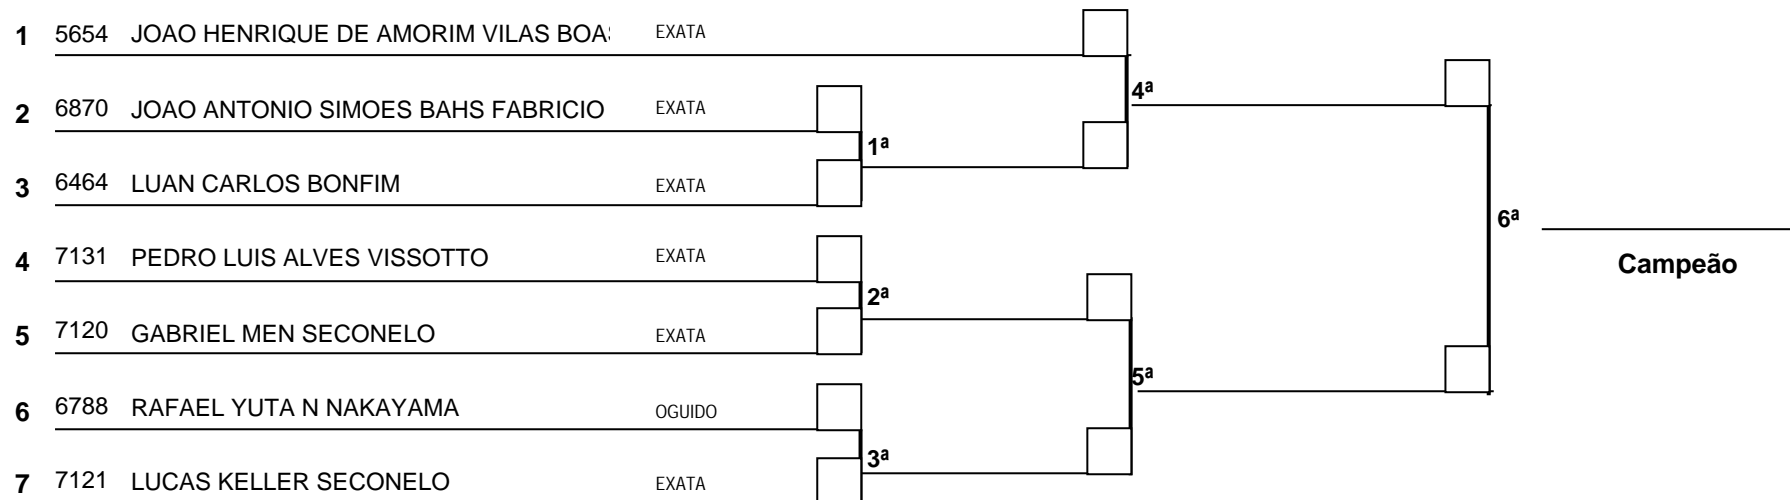 1 5654 JOAO HENRIQUE DE AMORIM VILAS BOAS EXATA
4ª
2 6870 JOAO ANTONIO SIMOES BAHS FABRICIO EXATA
1ª
3 6464 LUAN CARLOS BONFIM EXATA
6ª
4 7131 PEDRO LUIS ALVES VISSOTTO EXATA
Campeão
2ª
5 7120 GABRIEL MEN SECONELO EXATA
5ª
6 6788 RAFAEL YUTA N NAKAYAMA OGUIDO
3ª
7 7121 LUCAS KELLER SECONELO EXATA